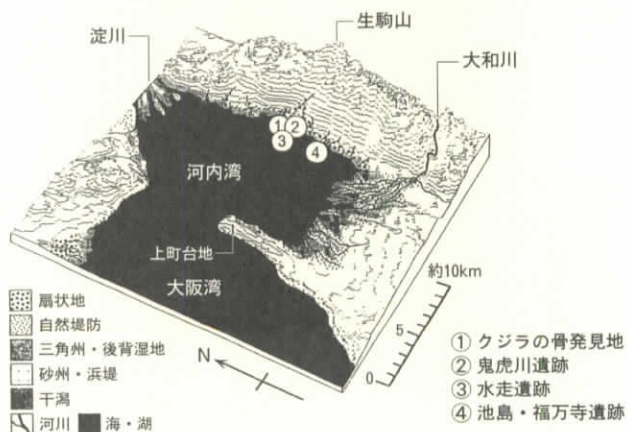 生駒山
淀川
大和川
① ②
③
④
河内湾
上町台地
大阪湾
約10km
5
0
N
扇状地
自然堤防
三角州・後背湿地
砂州・浜堤
干潟
河川 海・湖
① クジラの骨発見地
② 鬼虎川遺跡
③ 水走遺跡
④ 池島・福万寺遺跡